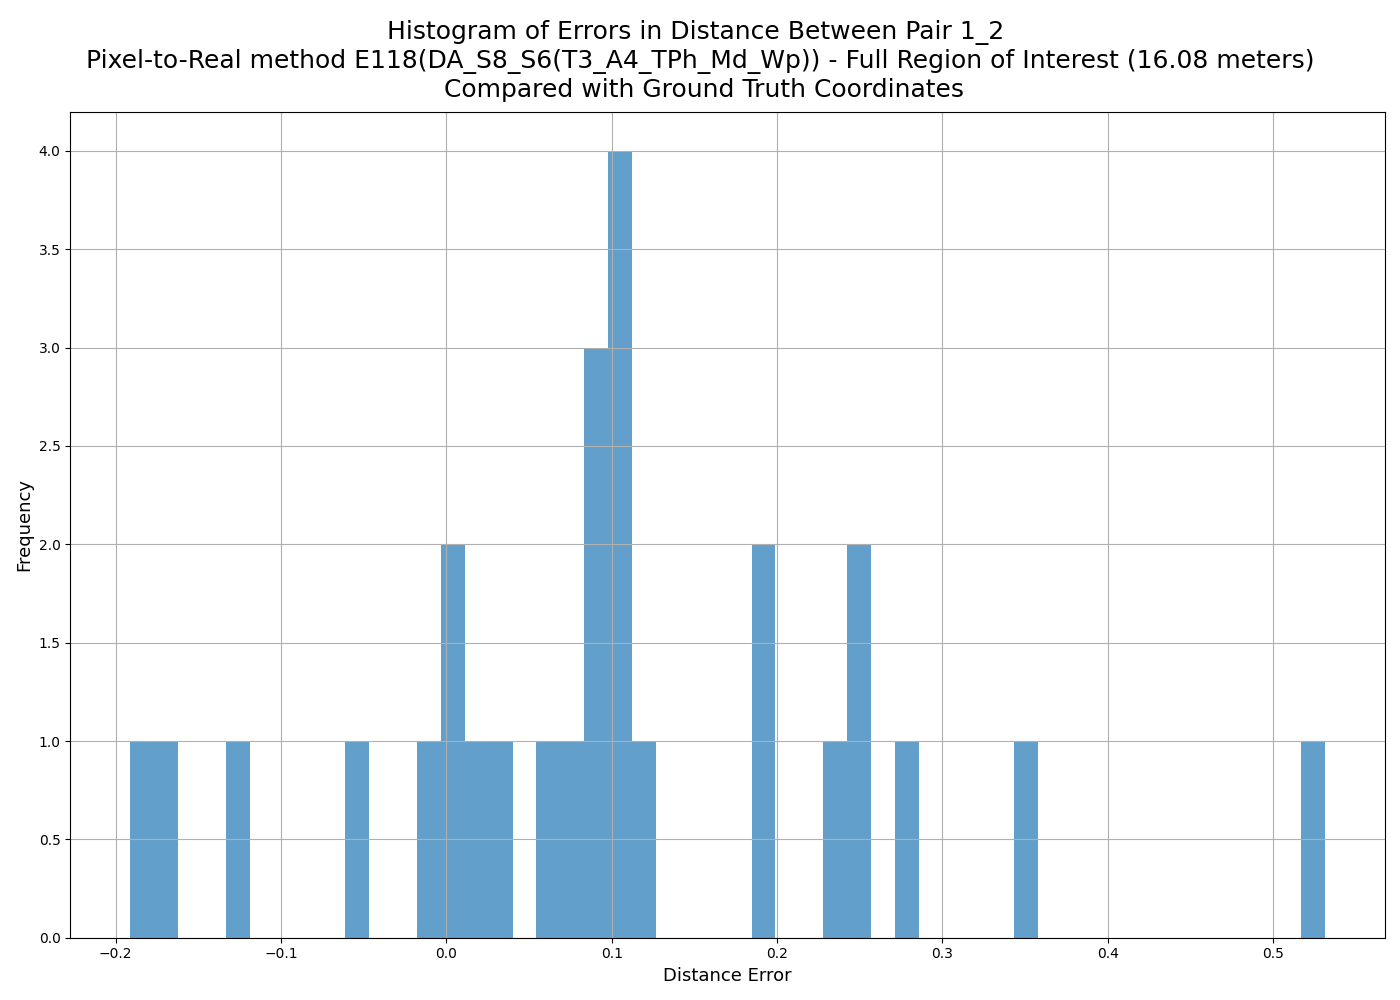 Histogram of Errors in Distance Between Pair 1_2
Pixel-to-Real method E118(DA_S8_S6(T3_A4_TPh_Md_Wp)) - Full Region of Interest (16.08 meters)
Compared with Ground Truth Coordinates
4.0
3.5
3.0
2.5
2.0
1.5
1.0
0.5
0.0
Frequency
−0.2 −0.1 0.0 0.1 0.2 0.3 0.4 0.5
Distance Error